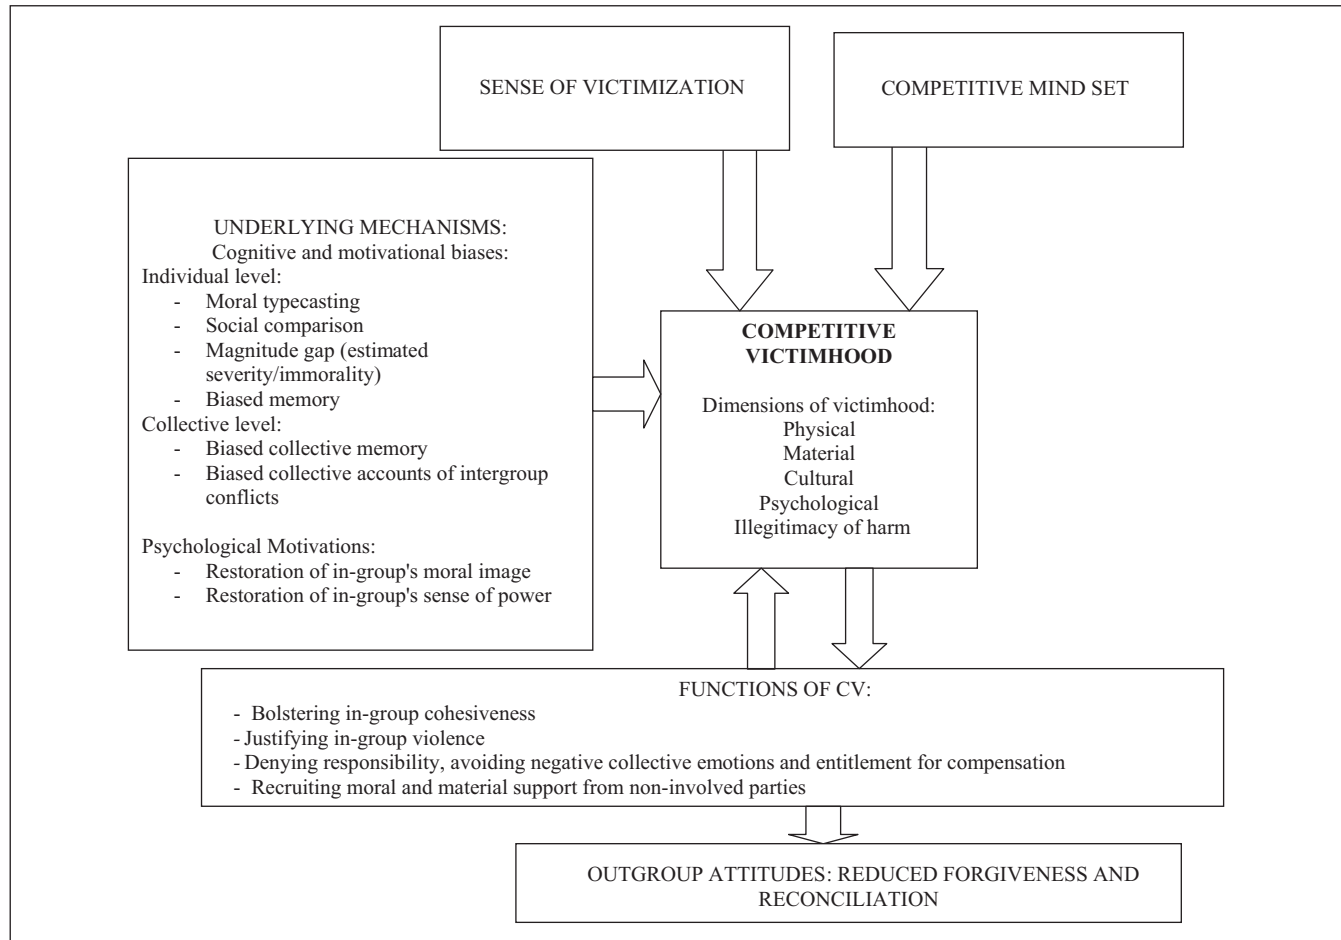 SENSE OF VICTIMIZATION
COMPETITIVE MIND SET
UNDERLYING MECHANISMS:
Cognitive and motivational biases:
Individual level:
- Moral typecasting
- Social comparison
- Magnitude gap (estimated
severity/immorality)
- Biased memory
Collective level:
- Biased collective memory
- Biased collective accounts of intergroup
conflicts
Psychological Motivations:
- Restoration of in-group's moral image
- Restoration of in-group's sense of power
COMPETITIVE
VICTIMHOOD
Dimensions of victimhood:
Physical
Material
Cultural
Psychological
Illegitimacy of harm
FUNCTIONS OF CV:
- Bolstering in-group cohesiveness
- Justifying in-group violence
- Denying responsibility, avoiding negative collective emotions and entitlement for compensation
- Recruiting moral and material support from non-involved parties
OUTGROUP ATTITUDES: REDUCED FORGIVENESS AND
RECONCILIATION